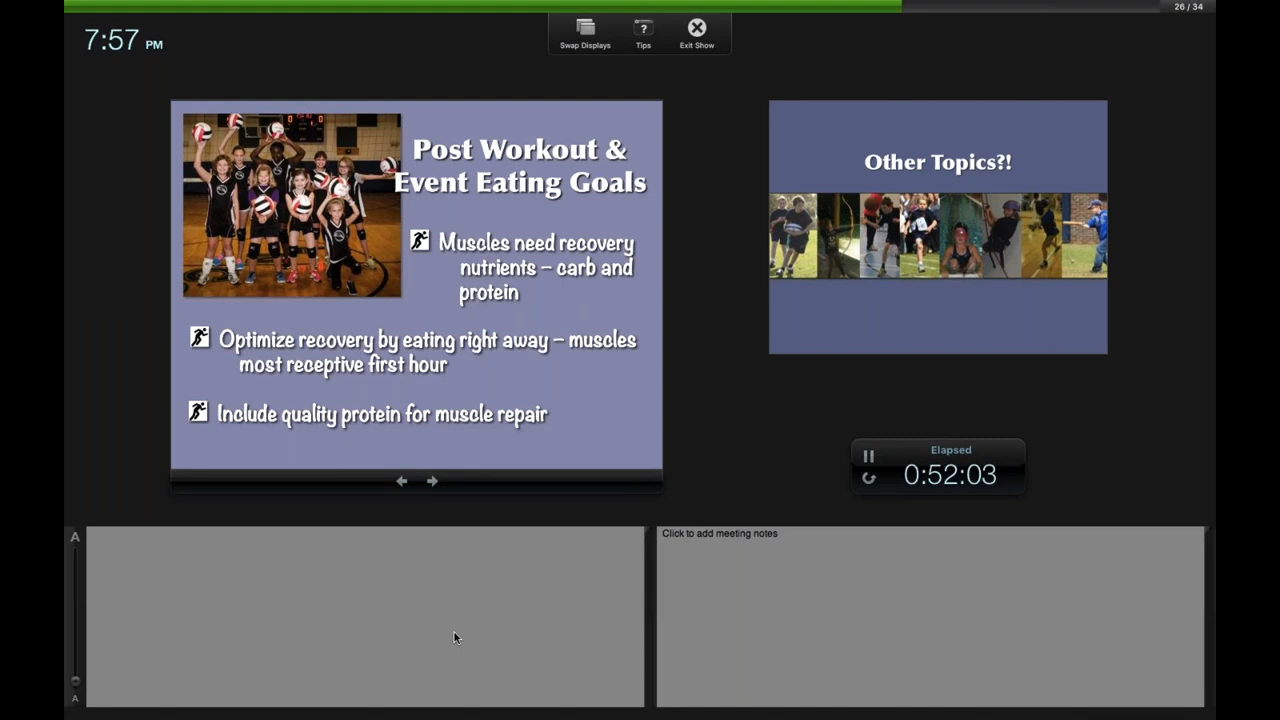 26 / 34
7:57 PM
Swap Displays
Tips
Exit Show
Post Workout &
Event Eating Goals
Muscles need recovery
nutrients – carb and
protein
Optimize recovery by eating right away – muscles
most receptive first hour
Include quality protein for muscle repair
Other Topics?!
Elapsed
0:52:03
A
A
Click to add meeting notes